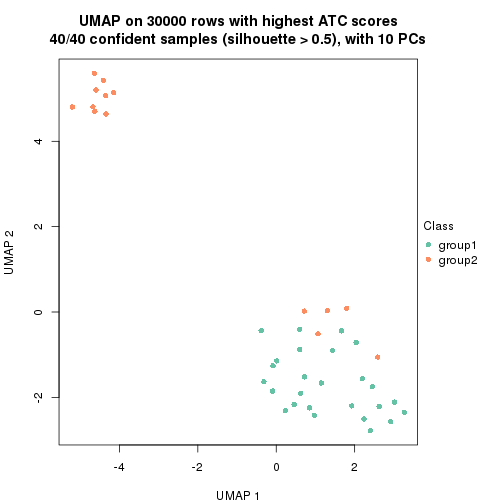 UMAP on 30000 rows with highest ATC scores
40/40 confident samples (silhouette > 0.5), with 10 PCs
4
2
0
-2
UMAP 2
-4
-2
0
2
UMAP 1
Class
group1
group2